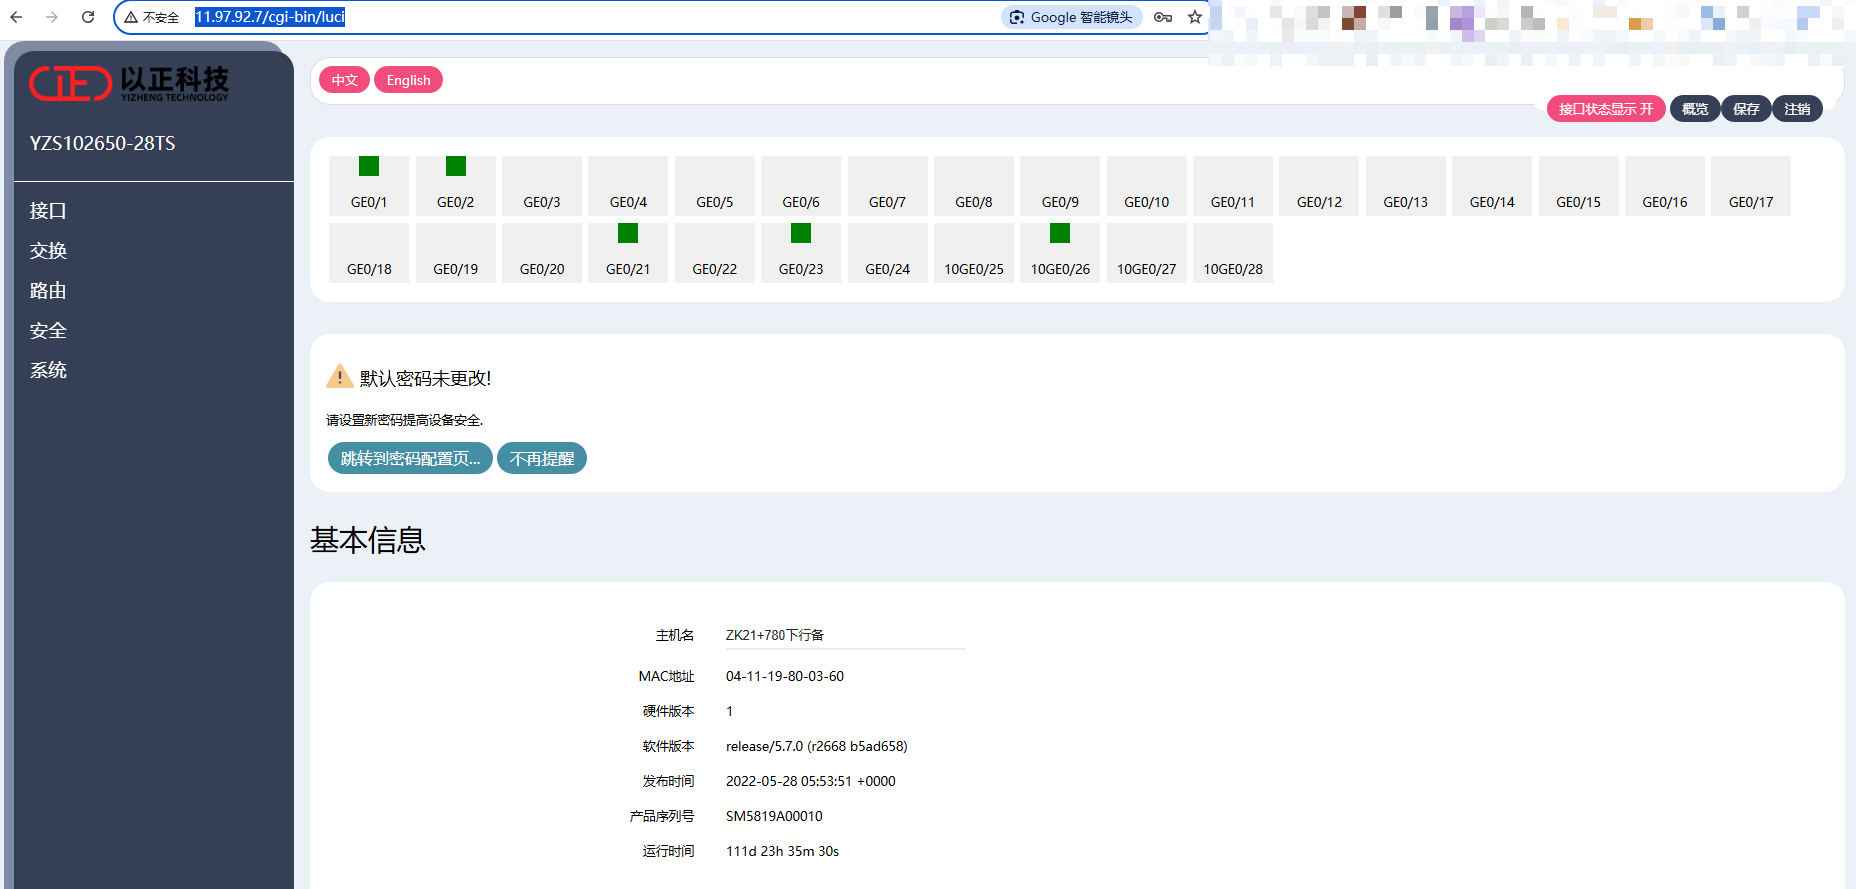 不安全 11.97.92.7/cgi-bin/luci Google 智能镜头
以正科技
YIZHENG TECHNOLOGY
YZS102650-28TS
接口
交换
路由
安全
系统
中文 English
接口状态显示 开 概览 保存 注销
GE0/1 GE0/2 GE0/3 GE0/4 GE0/5 GE0/6 GE0/7 GE0/8 GE0/9 GE0/10 GE0/11 GE0/12 GE0/13 GE0/14 GE0/15 GE0/16 GE0/17
GE0/18 GE0/19 GE0/20 GE0/21 GE0/22 GE0/23 GE0/24 10GE0/25 10GE0/26 10GE0/27 10GE0/28
默认密码未更改!
请设置新密码提高设备安全.
跳转到密码配置页... 不再提醒
基本信息
主机名 ZK21+780下行备
MAC地址 04-11-19-80-03-60
硬件版本 1
软件版本 release/5.7.0 (r2668 b5ad658)
发布时间 2022-05-28 05:53:51 +0000
产品序列号 SM5819A00010
运行时间 111d 23h 35m 30s